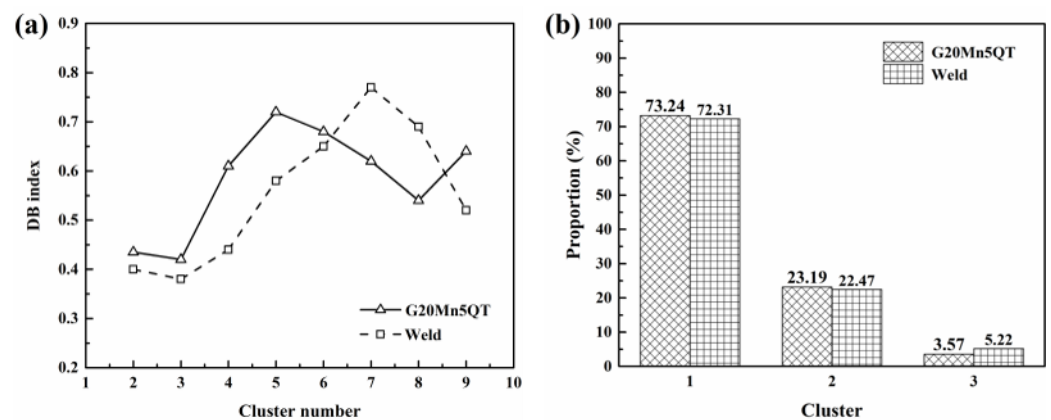 (a)
0.9
0.8
0.7
0.6
0.5
0.4
0.3
0.2
DB index
1 2 3 4 5 6 7 8 9 10
Cluster number
G20Mn5QT
Weld
(b)
100
90
80
70
60
50
40
30
20
10
0
Proportion (%)
73.24 72.31
23.19 22.47
3.57 5.22
1 2 3
Cluster
G20Mn5QT
Weld